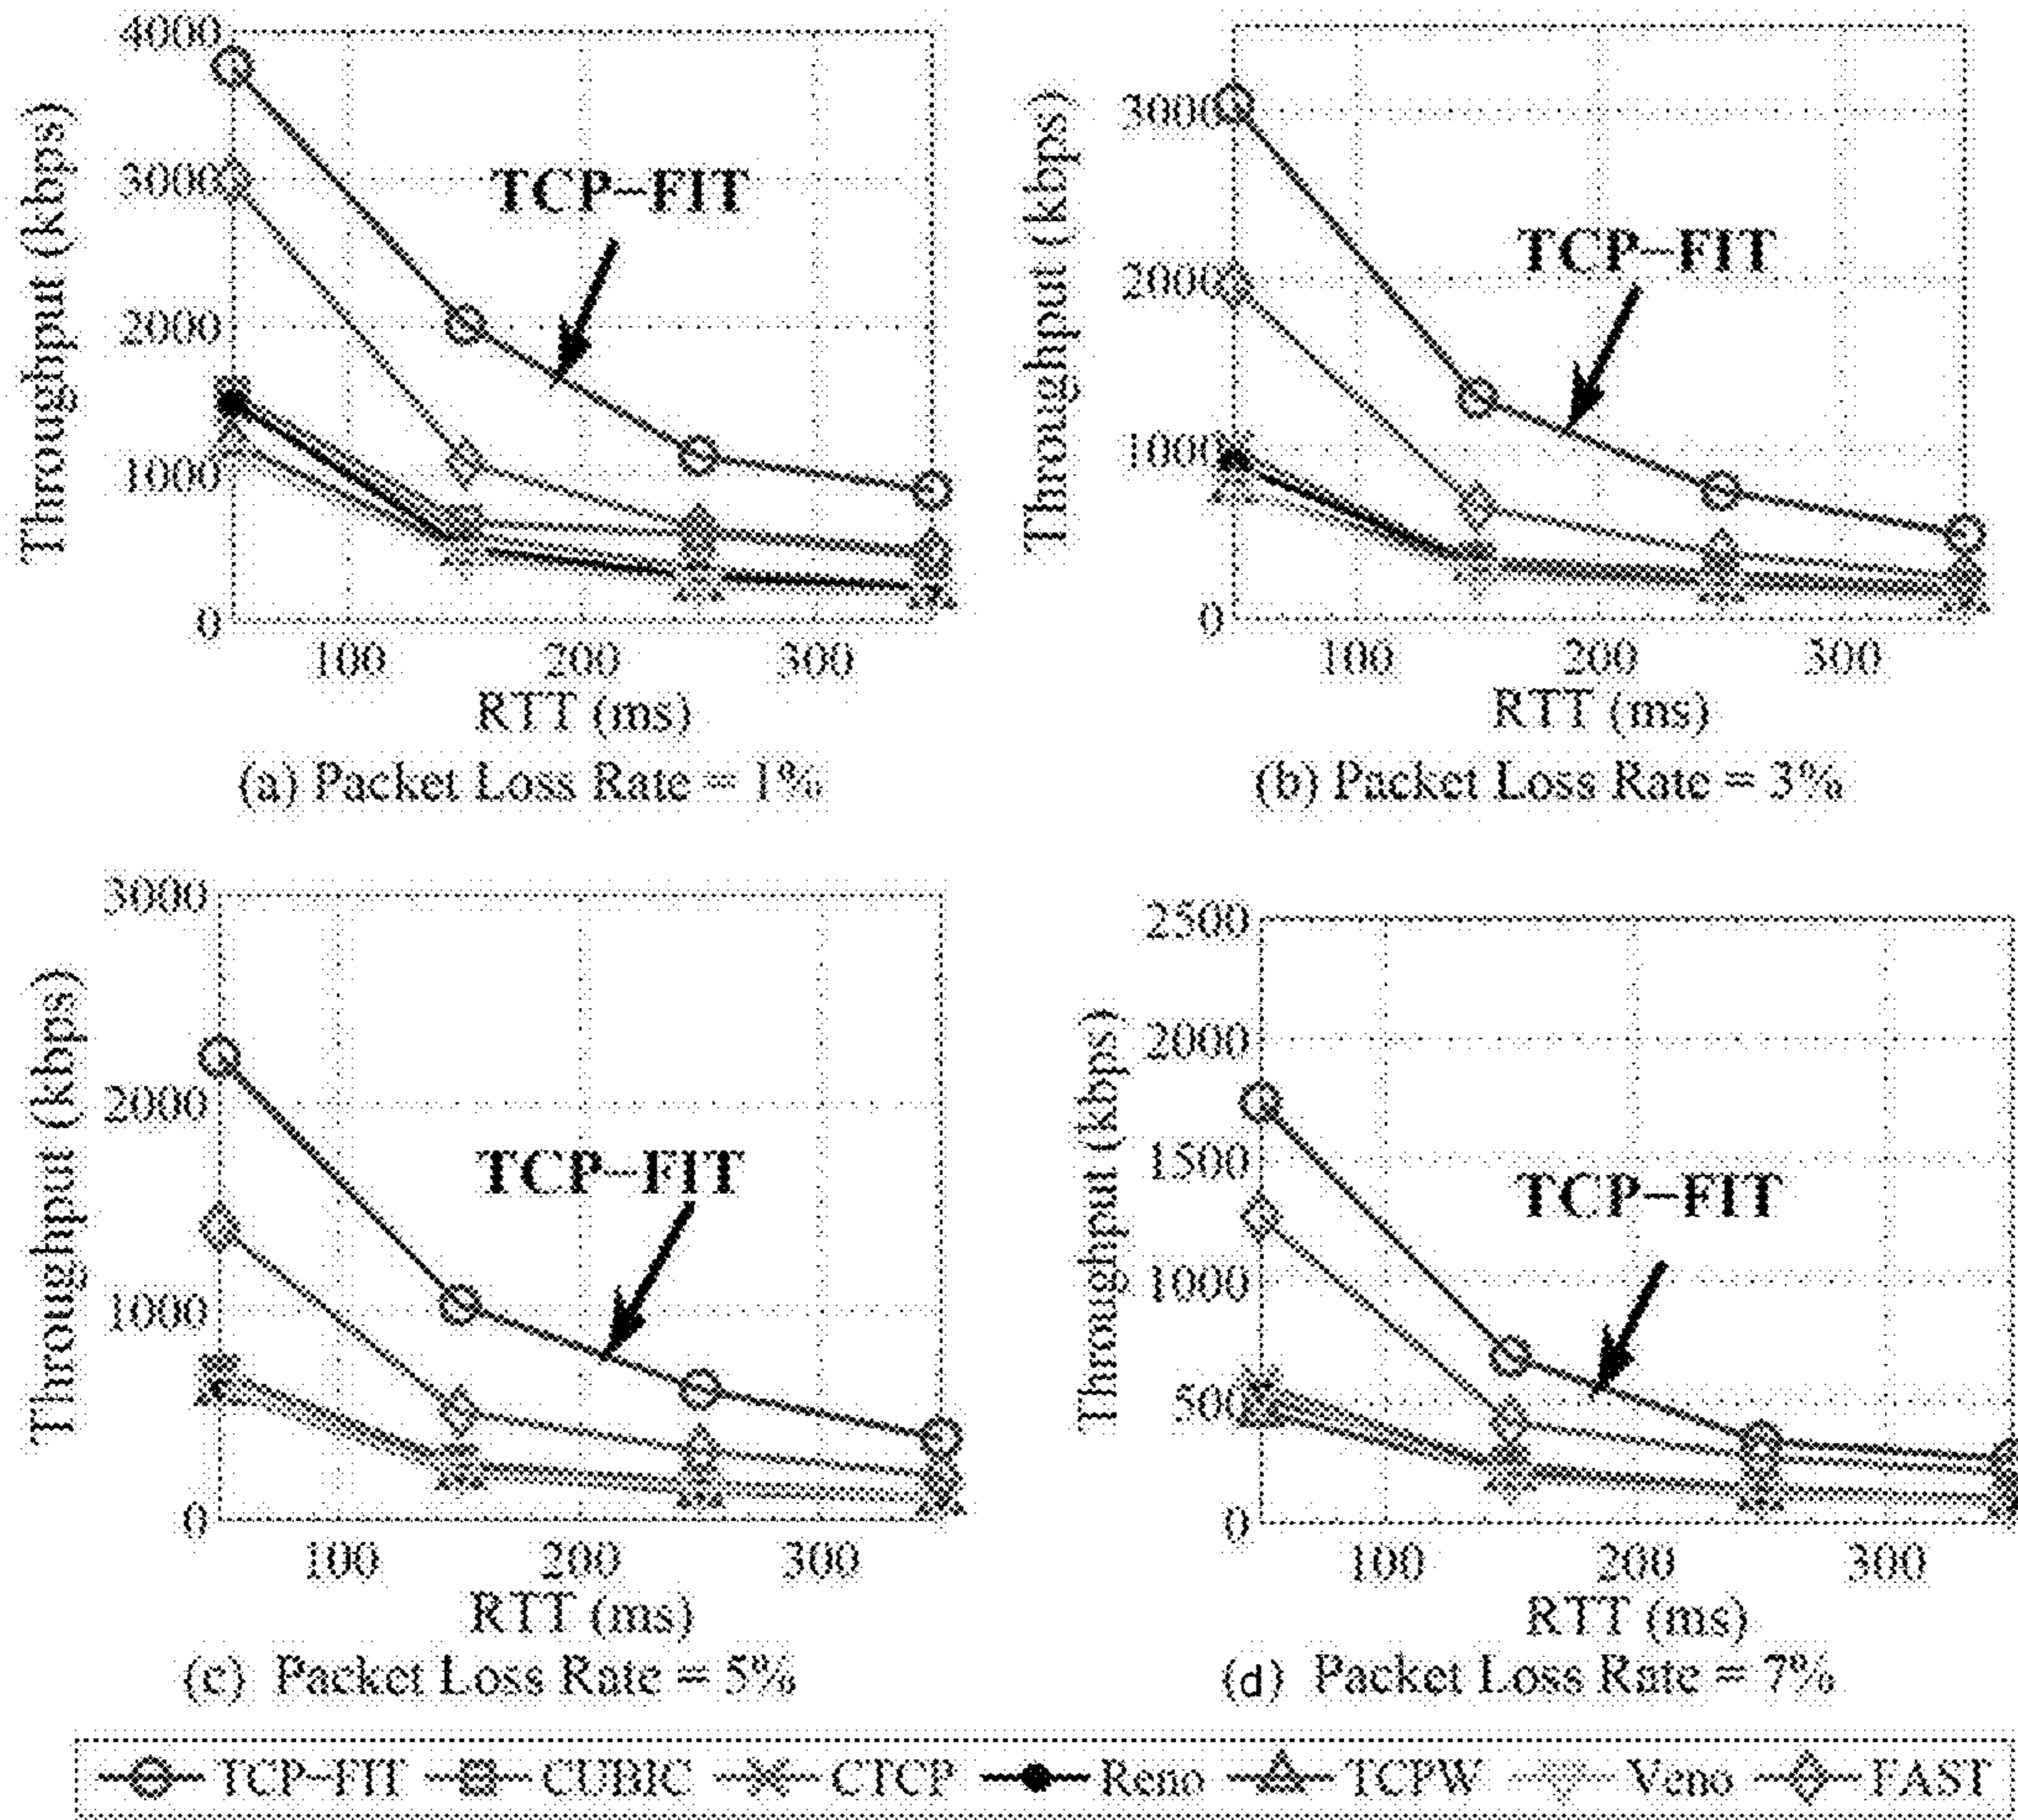 4000
3000
2000
1000
0
Throughput (kbps)
TCP-FIT
100 200 300
RTT (ms)
(a) Packet Loss Rate = 1%
3000
2000
1000
0
Throughput (kbps)
TCP-FIT
100 200 300
RTT (ms)
(b) Packet Loss Rate = 3%
3000
2000
1000
0
Throughput (kbps)
TCP-FIT
100 200 300
RTT (ms)
(c) Packet Loss Rate = 5%
2500
2000
1500
1000
500
0
Throughput (kbps)
TCP-FIT
100 200 300
RTT (ms)
(d) Packet Loss Rate = 7%
TCP-FIT CUBIC CTCP Reno TCPW Veno FAST